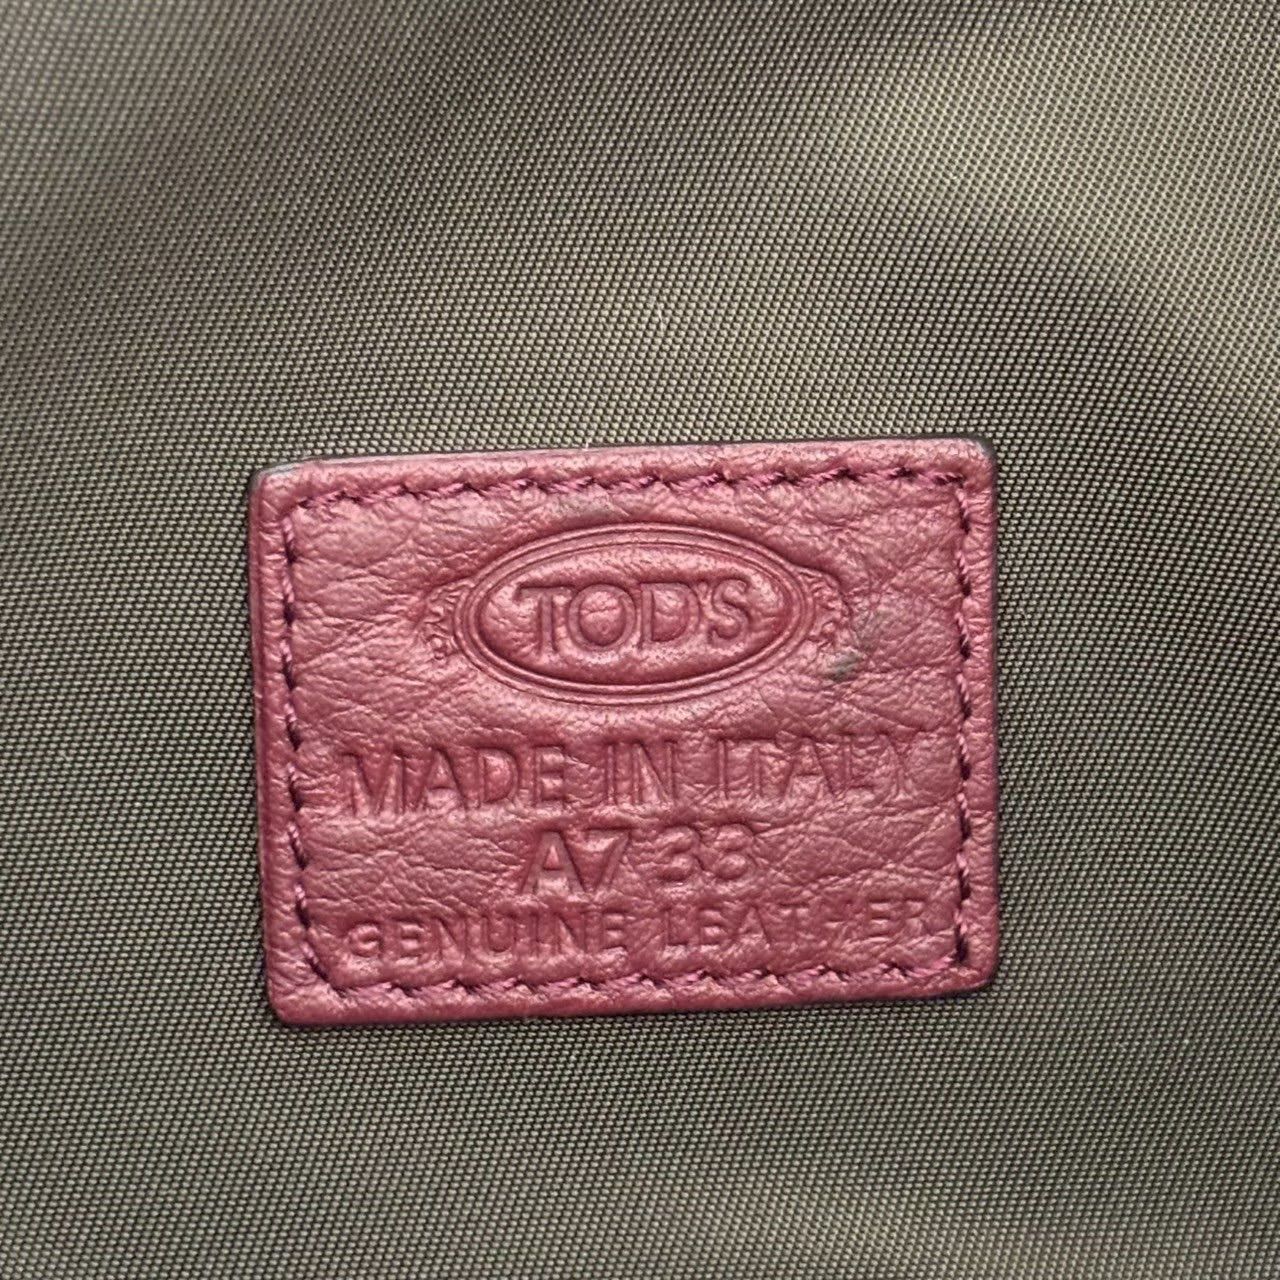 TOD'S
MADE IN ITALY
A7 33
GENUINE LEATHER